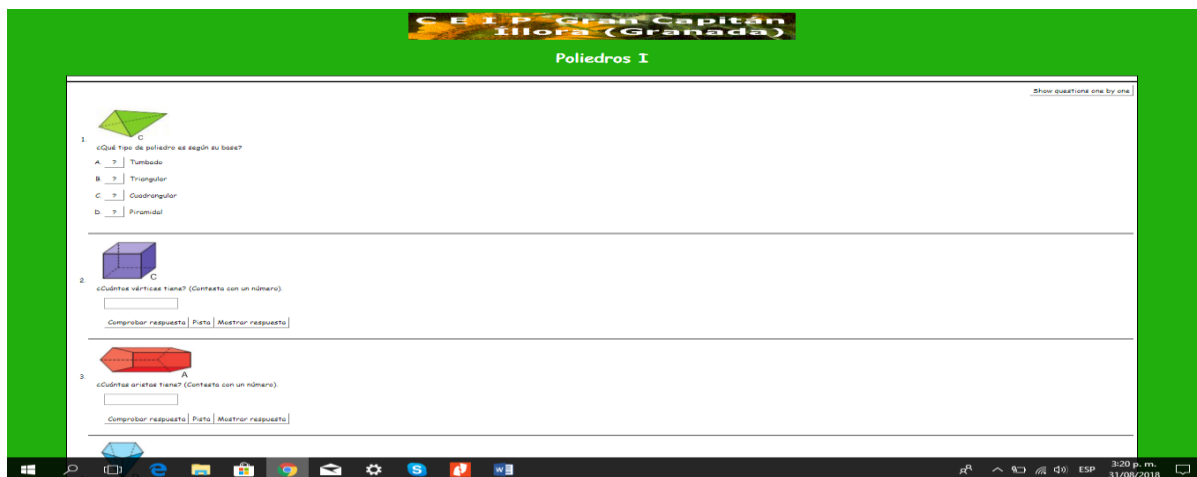 C E I P Gran Capitán
Íllora (Granada)
Poliedros I
Show questions one by one
1.
C
¿Qué tipo de poliedro es según su base?
A. ? Tumbado
B. ? Triangular
C. ? Cuadrangular
D. ? Piramidal
2.
C
¿Cuántos vértices tiene? (Contesta con un número).
Comprobar respuesta Pista Mostrar respuesta
3.
A
¿Cuántas aristas tiene? (Contesta con un número).
Comprobar respuesta Pista Mostrar respuesta
ESP
3:20 p. m.
31/08/2018